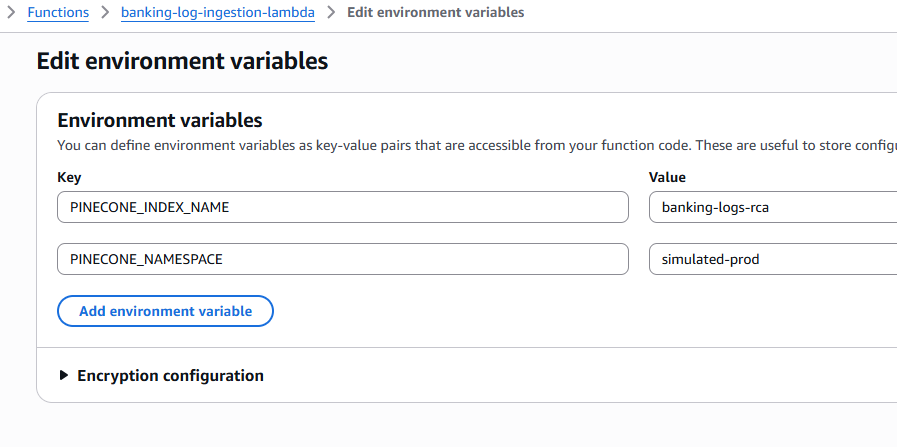 Functions banking-log-ingestion-lambda Edit environment variables
Edit environment variables
Environment variables
You can define environment variables as key-value pairs that are accessible from your function code. These are useful to store
Key Value
PINECONE_INDEX_NAME banking-logs-rca
PINECONE_NAMESPACE simulated-prod
Add environment variable
Encryption configuration